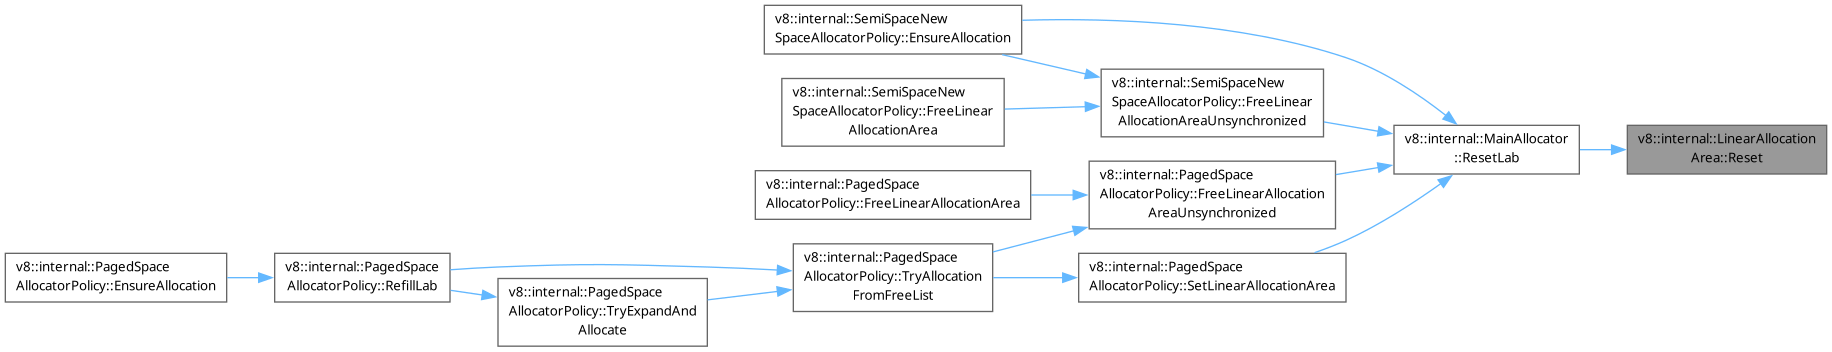 v8::internal::SemiSpaceNew
SpaceAllocatorPolicy::EnsureAllocation
v8::internal::SemiSpaceNew
SpaceAllocatorPolicy::FreeLinear
AllocationArea
v8::internal::SemiSpaceNew
SpaceAllocatorPolicy::FreeLinear
AllocationAreaUnsynchronized
v8::internal::MainAllocator
::ResetLab
v8::internal::LinearAllocation
Area::Reset
v8::internal::PagedSpace
AllocatorPolicy::FreeLinearAllocationArea
v8::internal::PagedSpace
AllocatorPolicy::FreeLinearAllocation
AreaUnsynchronized
v8::internal::PagedSpace
AllocatorPolicy::EnsureAllocation
v8::internal::PagedSpace
AllocatorPolicy::RefillLab
v8::internal::PagedSpace
AllocatorPolicy::TryExpandAnd
Allocate
v8::internal::PagedSpace
AllocatorPolicy::TryAllocation
FromFreeList
v8::internal::PagedSpace
AllocatorPolicy::SetLinearAllocationArea